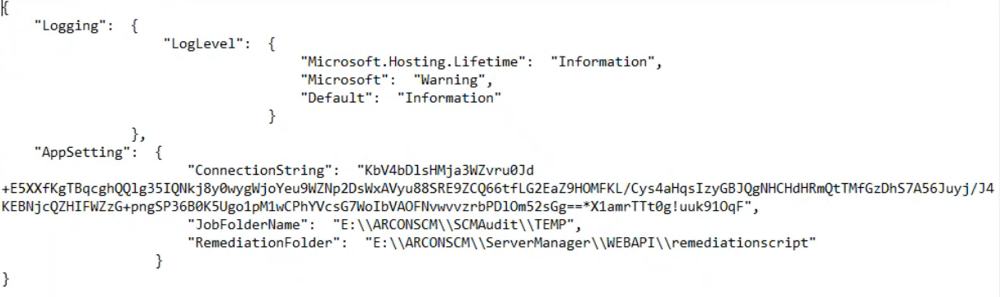 {
"Logging": {
"LogLevel": {
"Microsoft.Hosting.Lifetime": "Information",
"Microsoft": "Warning",
"Default": "Information"
}
},
"AppSetting": {
"ConnectionString": "KbV4bDlsHMja3WZvru0Jd
+E5XXfKgTBqcghQQlg35IQNkj8y0wygWjoYeu9WZNp2DsWxAVyu88SRE9ZCQ66tfLG2EaZ9HOMFKL/Cys4aHqsIzyGBJQgNHCHdHRmQtTMfGzDhS7A56Juyj/J4
KEBNjcQZHIFWZzG+pngSP36B0K5Ugo1pM1wCPhYVcsG7WoIbVAOFNvwvvzrbPDlOm52sGg==*X1amrTTt0g!uuk91OqF",
"JobFolderName": "E:\\ARCONSCM\\SCMAudit\\TEMP",
"RemediationFolder": "E:\\ARCONSCM\\ServerManager\\WEBAPI\\remediationscript"
}
}